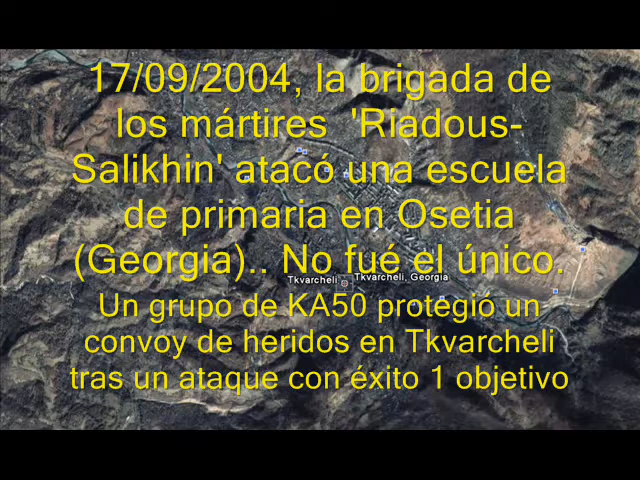 17/09/2004, la brigada de
los mártires 'Riadous-
Salikhin' atacó una escuela
de primaria en Osetia
(Georgia).. No fué el único.
Tkvarcheli Tkvarcheli, Georgia
Un grupo de KA50 protegió un
convoy de heridos en Tkvarcheli
tras un ataque con éxito 1 objetivo